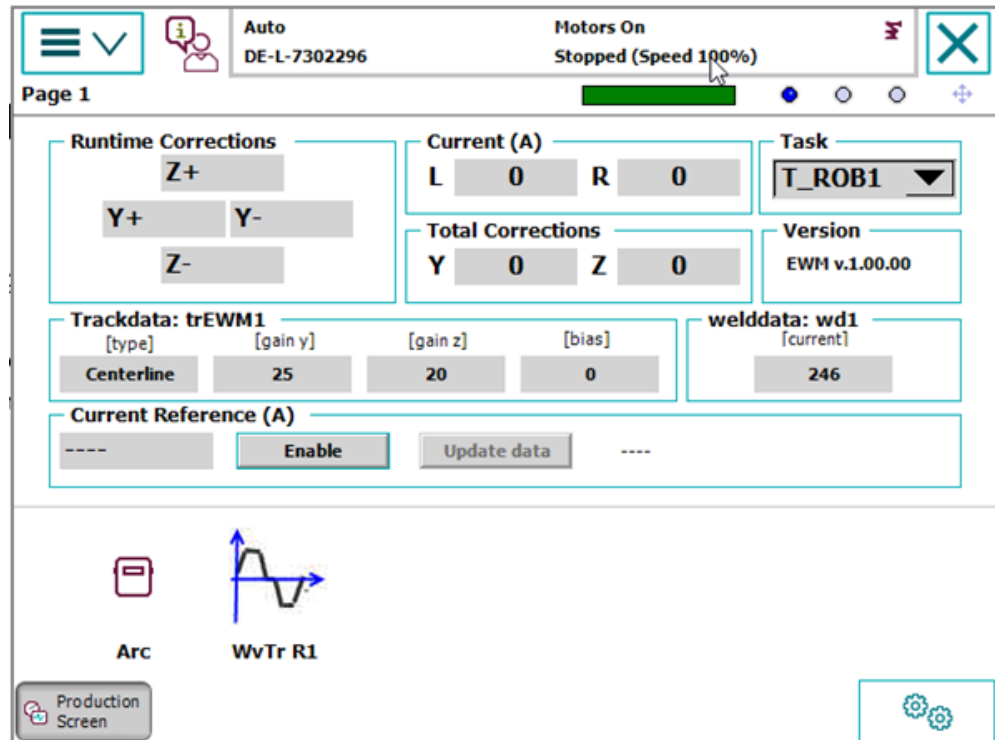 Auto
Motors On
DE-L-7302296
Stopped (Speed 100%)
Page 1
Runtime Corrections
Z+
Y+ Y-
Z-
Current (A)
L 0 R 0
Total Corrections
Y 0 Z 0
Task
T_ROB1
Version
EWM v.1.00.00
Trackdata: trEWM1
[type] [gain y] [gain z] [bias]
Centerline 25 20 0
welddata: wd1
[current]
246
Current Reference (A)
---- Enable Update data ----
Arc WvTr R1
Production
Screen